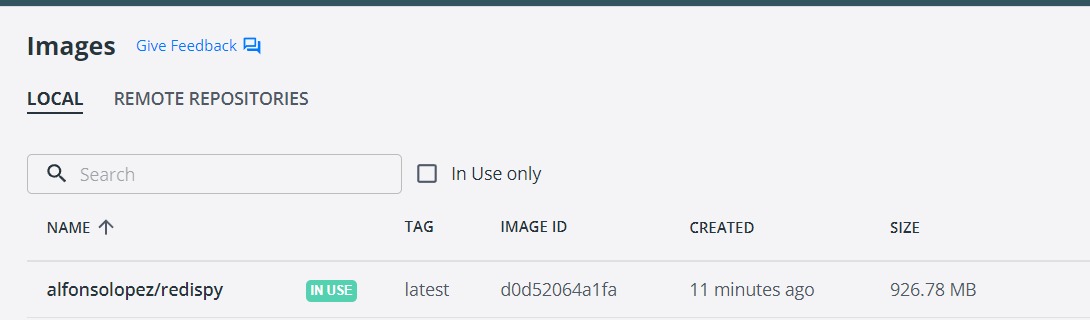 Images Give Feedback
LOCAL REMOTE REPOSITORIES
Search In Use only
NAME TAG IMAGE ID CREATED SIZE
alfonsolopez/redispy IN USE latest d0d52064a1fa 11 minutes ago 926.78 MB